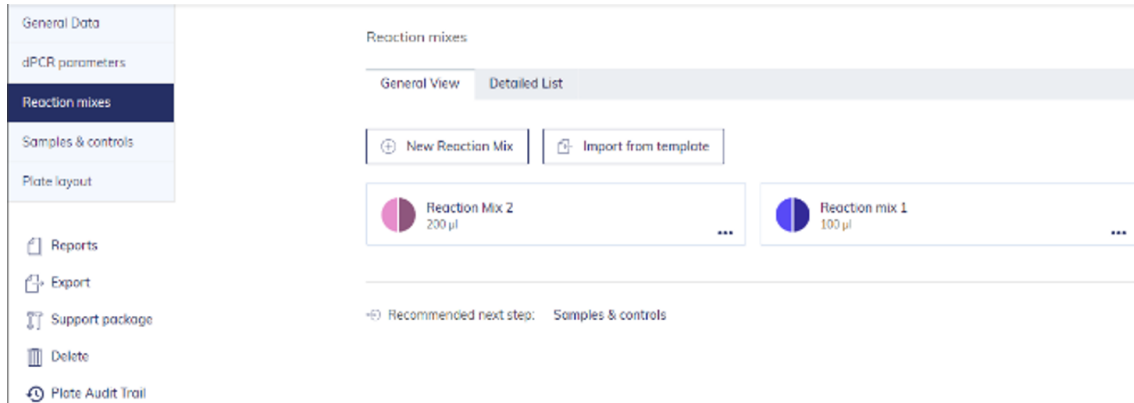 General Data
dPCR parameters
Reaction mixes
Samples & controls
Plate layout
Reports
Export
Support package
Delete
Plate Audit Trail
Reaction mixes
General View
Detailed List
New Reaction Mix
Import from template
Reaction Mix 2
200 µl
Reaction mix 1
100 µl
Recommended next step: Samples & controls